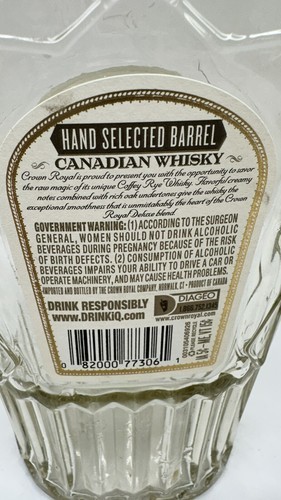 HAND SELECTED BARREL
CANADIAN WHISKY
Crown Royal is proud to present you with the opportunity to savor
the raw magic of its unique Coffey Rye Whisky. Flavorful creamy
notes combined with rich oak undertones give the whisky the
exceptional smoothness that is unmistakably the heart of the Crown
Royal Deluxe blend.
GOVERNMENT WARNING: (1) ACCORDING TO THE SURGEON
GENERAL, WOMEN SHOULD NOT DRINK ALCOHOLIC
BEVERAGES DURING PREGNANCY BECAUSE OF THE RISK
OF BIRTH DEFECTS. (2) CONSUMPTION OF ALCOHOLIC
BEVERAGES IMPAIRS YOUR ABILITY TO DRIVE A CAR OR
OPERATE MACHINERY, AND MAY CAUSE HEALTH PROBLEMS.
IMPORTED AND BOTTLED BY THE CROWN ROYAL COMPANY, NORWALK, CT • PRODUCT OF CANADA
DRINK RESPONSIBLY
www.DRINKiQ.com
DIAGEO
www.crownroyal.com
0 82000 77306 1